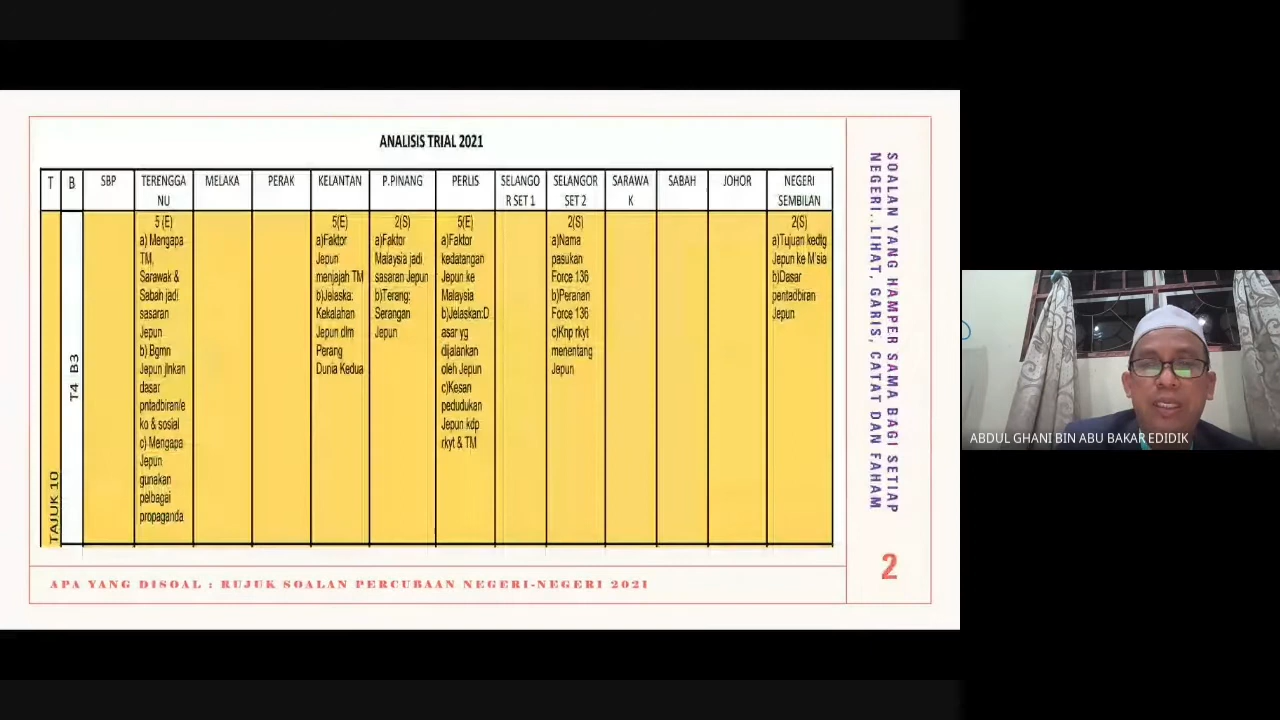 ANALISIS TRIAL 2021
T
B
SBP
TERENGGA
NU
MELAKA
PERAK
KELANTAN
P.PINANG
PERLIS
SELANGO
R SET 1
SELANGOR
SET 2
SARAWA
K
SABAH
JOHOR
NEGERI
SEMBILAN
TAJUK 10
T4 B3
5 (E)
a) Mengapa
TM,
Sarawak &
Sabah jadi
sasaran
Jepun
b) Bgmn
Jepun jlnkan
dasar
pntadbiran/e
ko & sosial
c) Mengapa
Jepun
gunakan
pelbagai
propaganda
5(E)
a)Faktor
Jepun
menjajah TM
b)Jelaska:
Kekalahan
Jepun dlm
Perang
Dunia Kedua
2(S)
a)Faktor
Malaysia jadi
sasaran Jepun
b)Terang:
Serangan
Jepun
5(E)
a)Faktor
kedatangan
Jepun ke
Malaysia
b)Jelaskan:D
asar yg
dijalankan
oleh Jepun
c)Kesan
pedudukan
Jepun kdp
rkyt & TM
2(S)
a)Nama
pasukan
Force 136
b)Peranan
Force 136
c)Knp rkyt
menentang
Jepun
2(S)
a)Tujuan kedtg
Jepun ke M'sia
b)Dasar
pentadbiran
Jepun
SOALAN YANG HAMPER SAMA BAGI SETIAP
NEGERI..LIHAT, GARIS, CATAT DAN FAHAM
2
APA YANG DISOAL : RUJUK SOALAN PERCUBAAN NEGERI-NEGERI 2021
ABDUL GHANI BIN ABU BAKAR EDIDIK